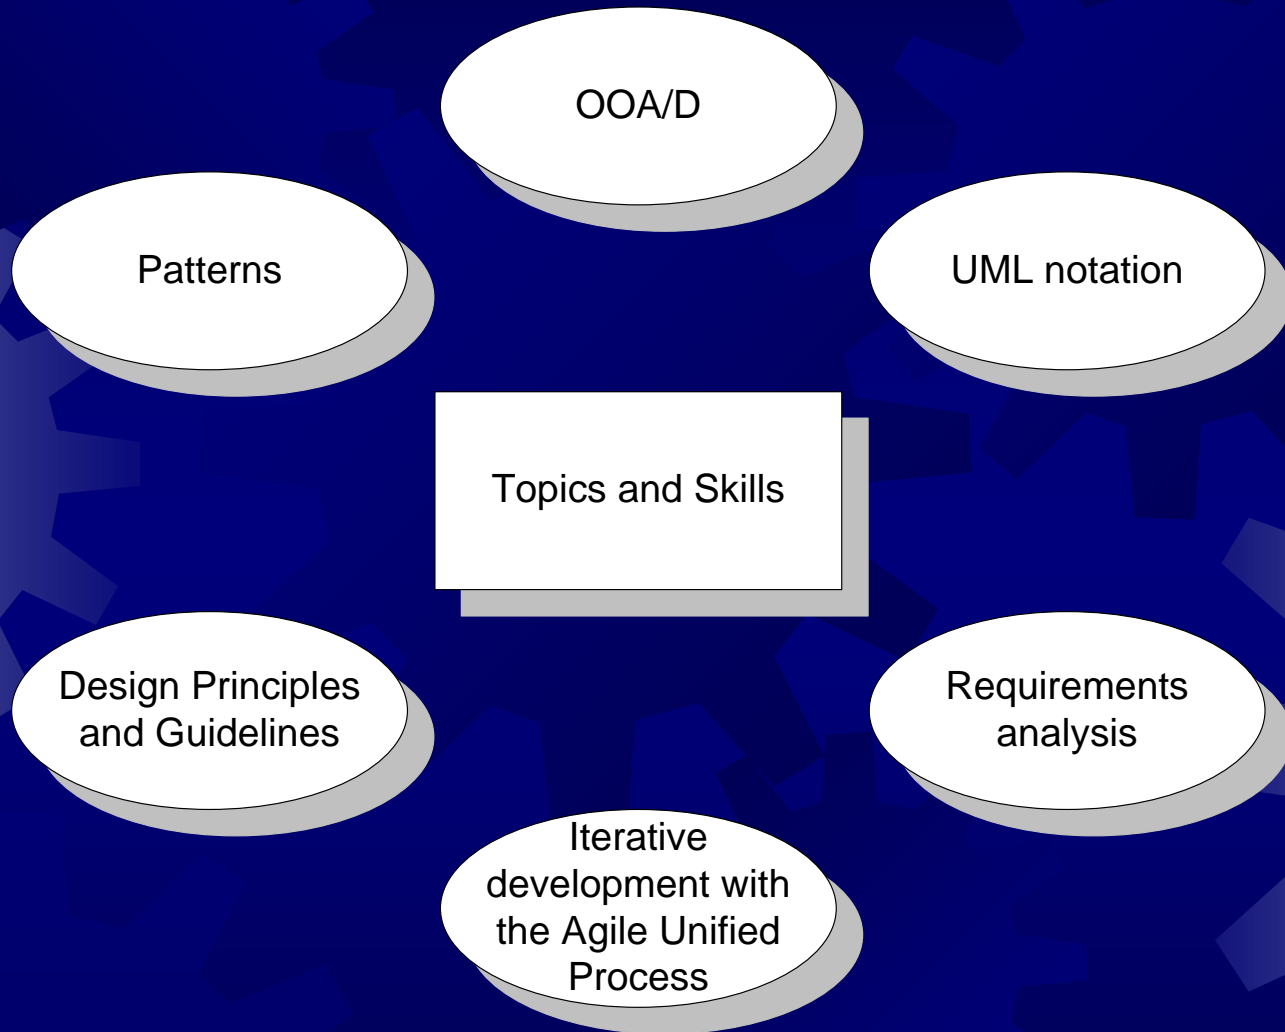 OOA/D
Patterns
UML notation
Topics and Skills
Design Principles
and Guidelines
Requirements
analysis
Iterative
development with
the Agile Unified
Process